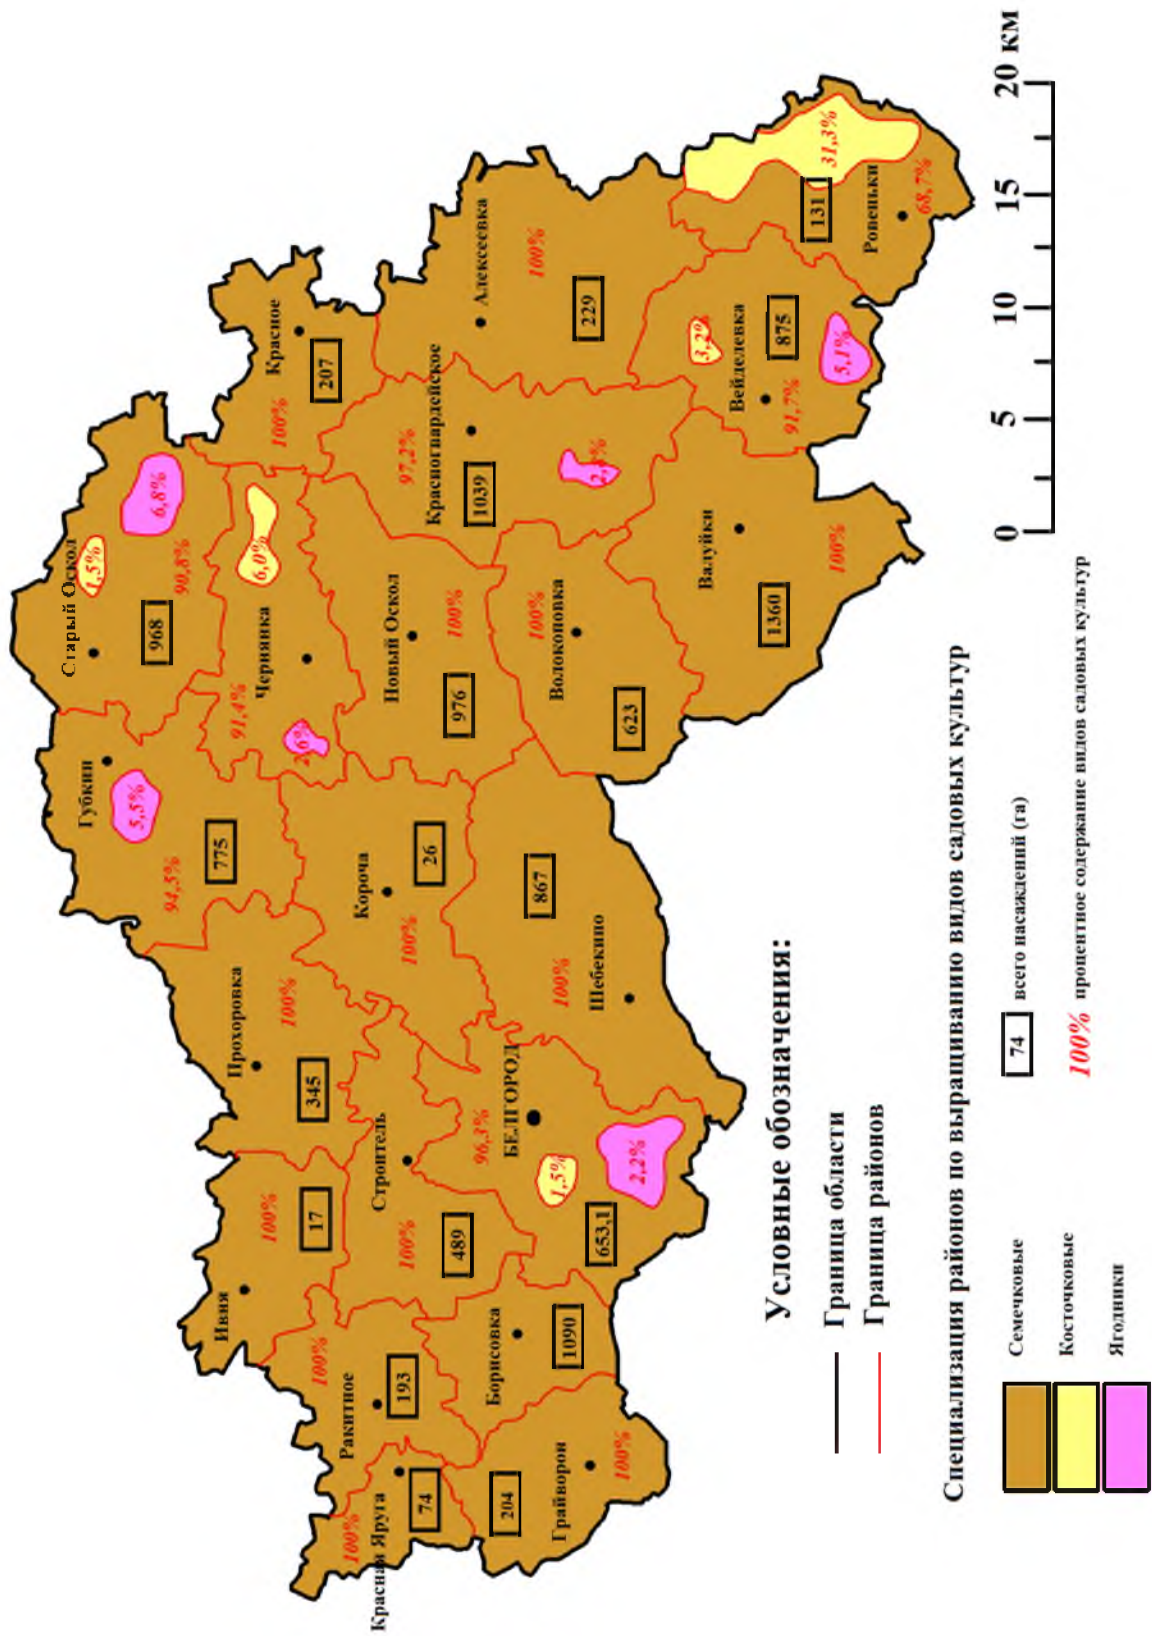 Старый Оскол
1,5%
6,8%
90,8%
968
Губкин
5,5%
94,5%
775
Чернянка
6,0%
91,4%
2,6%
Красное
100%
207
Прохоровка
100%
345
Ивня
100%
17
Короча
100%
26
Новый Оскол
100%
976
Красногвардейское
97,2%
1039
Алексеевка
100%
229
Ракитное
100%
193
Строитель
100%
489
Красная Яруга
100%
74
БЕЛГОРОД
96,3%
1,5%
2,2%
653,1
Шебекино
100%
867
Волоконовка
100%
623
Борисовка
1090
Грайворон
100%
204
Валуйки
100%
1360
Вейделевка
3,2%
875
91,7%
5,1%
Ровеньки
131
31,3%
68,7%
Условные обозначения:
Граница области
Граница районов
0 5 10 15 20 КМ
Специализация районов по выращиванию видов садовых культур
Семечковые
Косточковые
Ягодники
74 всего насаждений (га)
100% процентное содержание видов садовых культур